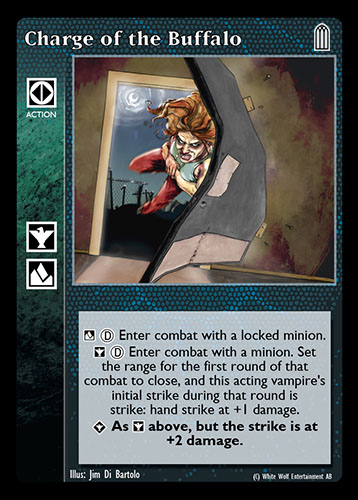 Charge of the Buffalo
ACTION
Ⓓ Enter combat with a locked minion.
Ⓓ Enter combat with a minion. Set
the range for the first round of that
combat to close, and this acting vampire's
initial strike during that round is
strike: hand strike at +1 damage.
As above, but the strike is at
+2 damage.
Illus: Jim Di Bartolo
(C) White Wolf Entertainment AB